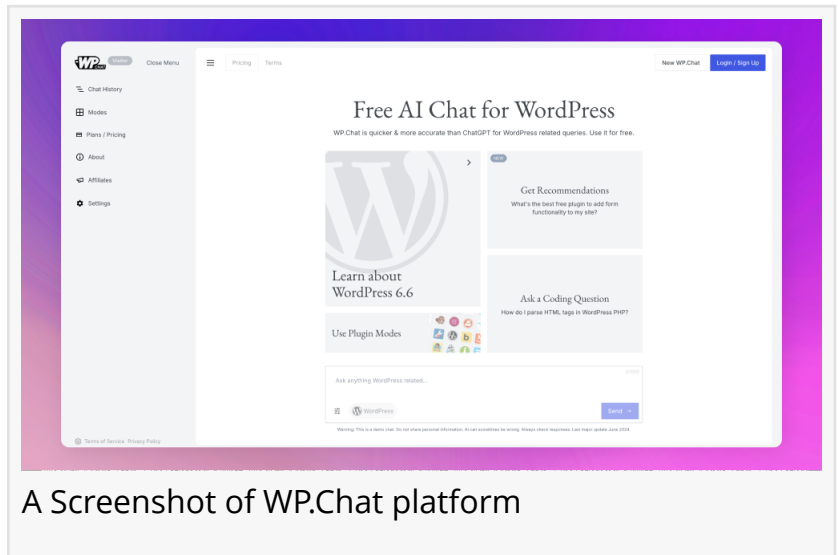 WP.Chat Visitor Close Menu
Pricing Terms
New WP.Chat Login / Sign Up
Chat History
Modes
Plans / Pricing
About
Affiliates
Settings
Free AI Chat for WordPress
WP.Chat is quicker & more accurate than ChatGPT for WordPress related queries. Use it for free.
Learn about
WordPress 6.6
Use Plugin Modes
NEW
Get Recommendations
What's the best free plugin to add form
functionality to my site?
Ask a Coding Question
How do I parse HTML tags in WordPress PHP?
Ask anything WordPress related...
WordPress
Send →
Warning: This is a demo chat. Do not share personal information. AI can sometimes be wrong. Always check responses. Last major update June 2024.
Terms of Service Privacy Policy
A Screenshot of WP.Chat platform